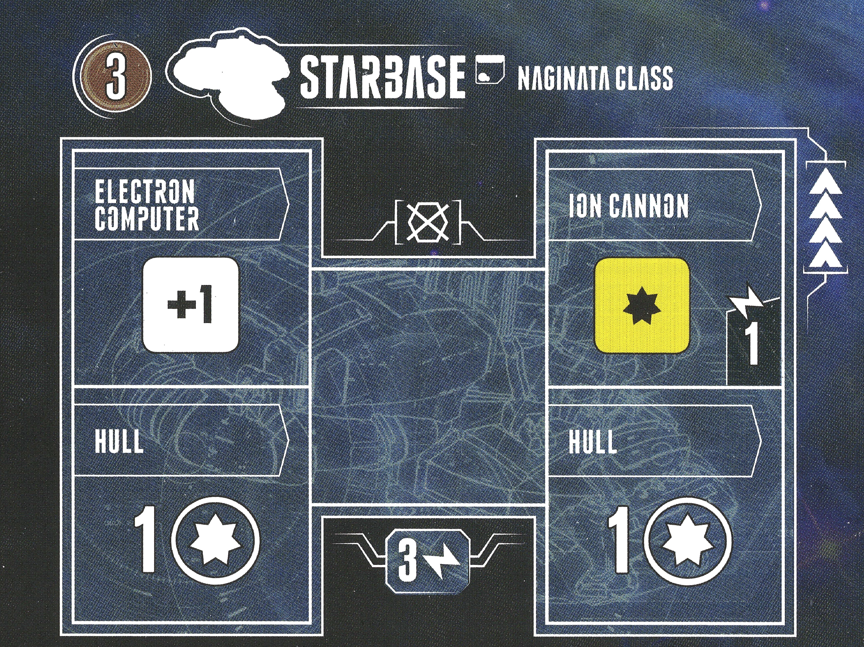 3 STARBASE NAGINATA CLASS
ELECTRON
COMPUTER
ION CANNON
+1
1
HULL
HULL
1
1
3